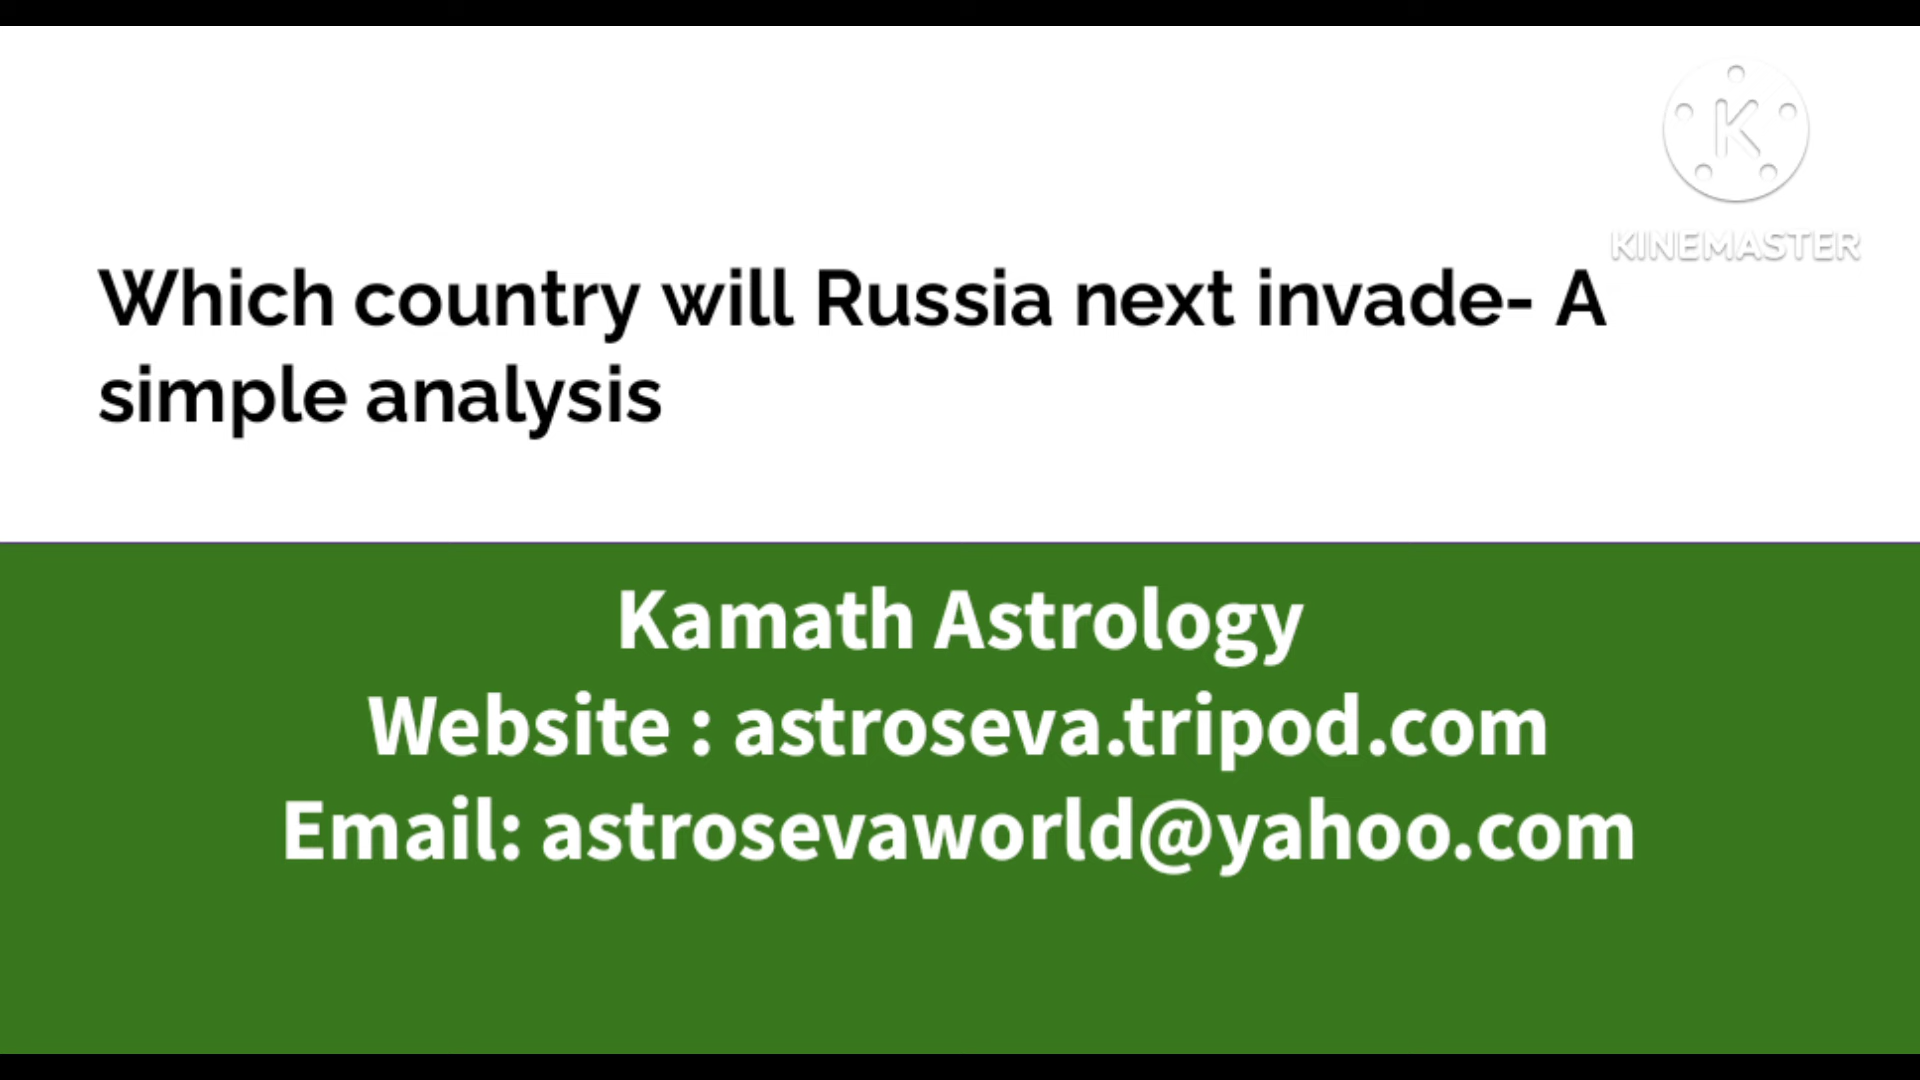 K
KINEMASTER
Which country will Russia next invade- A
simple analysis
Kamath Astrology
Website : astroseva.tripod.com
Email: astrosevaworld@yahoo.com